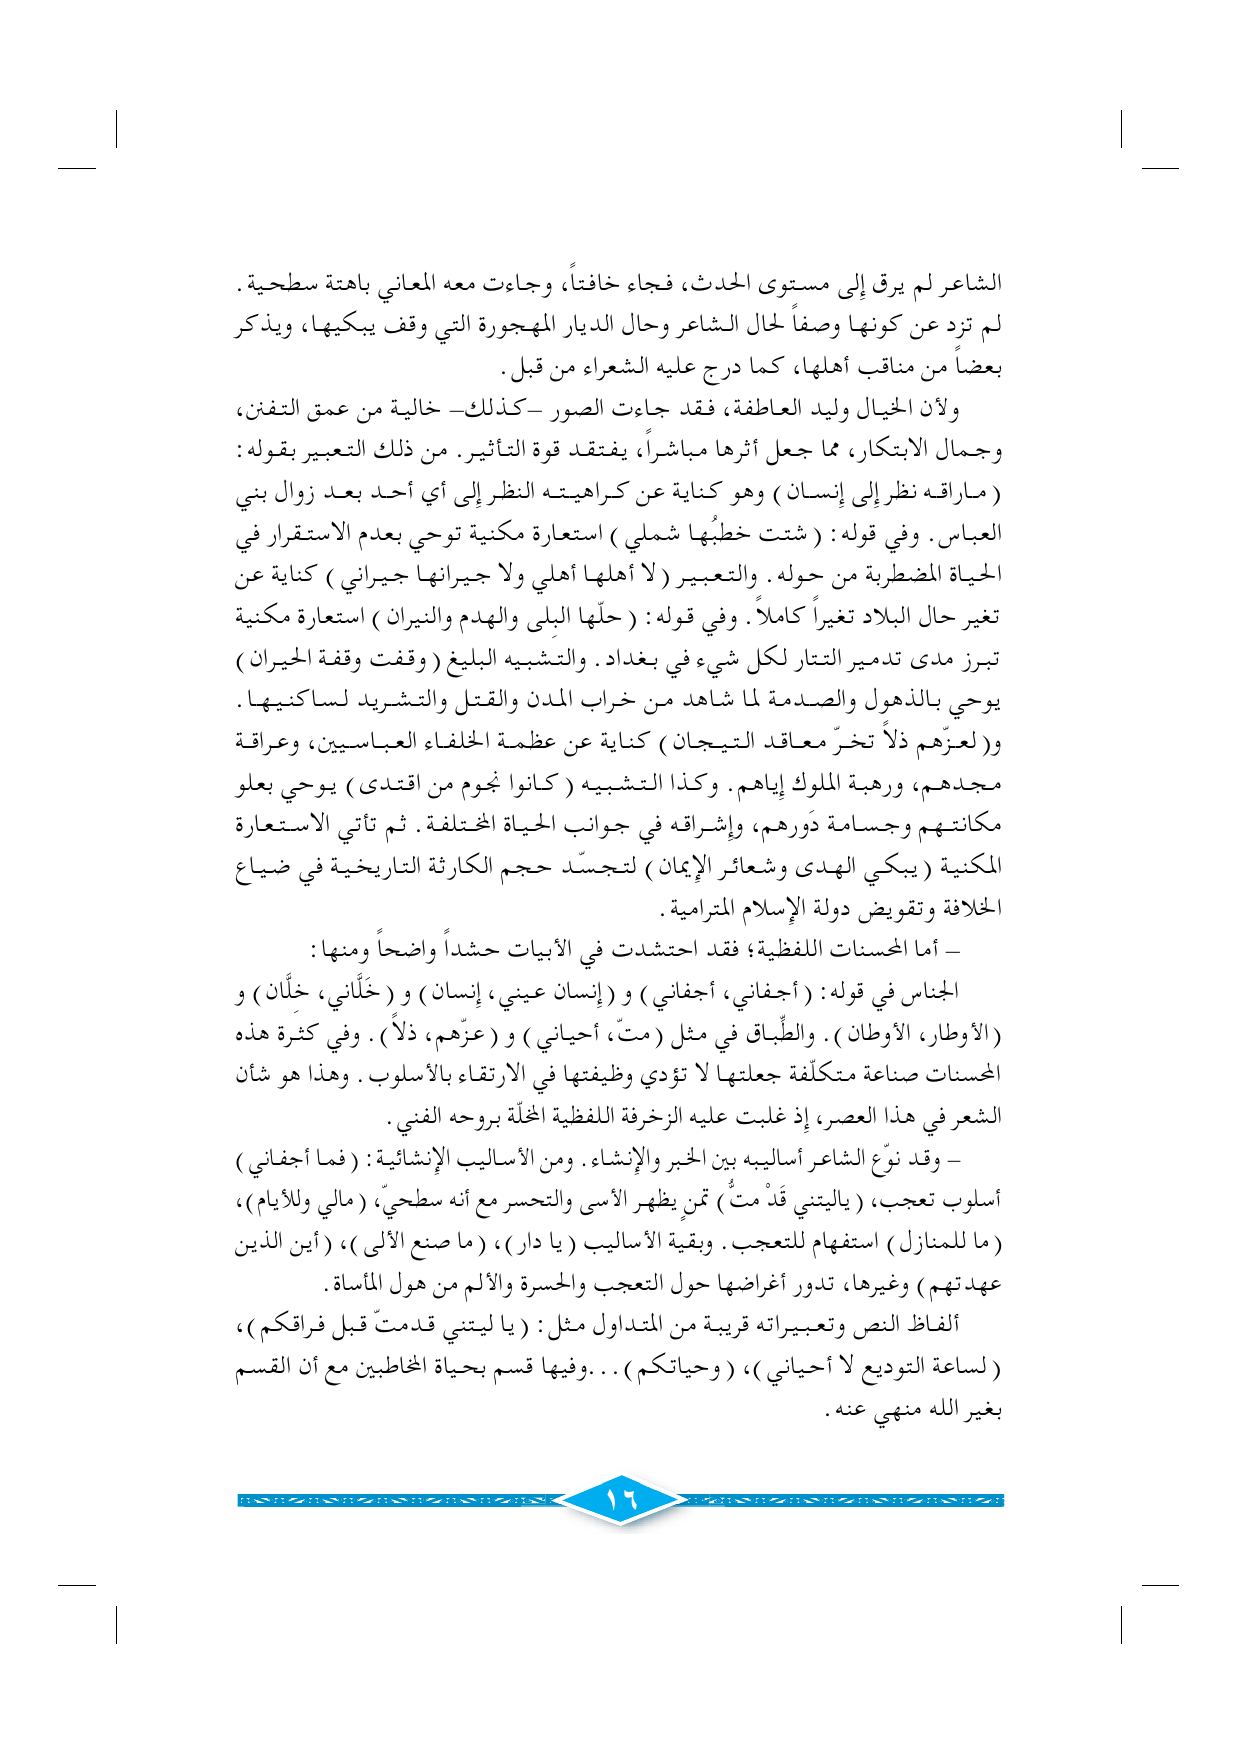 الشاعر لم يرق إلى مستوى الحدث، فجاء خافتاً، وجاءت معه المعاني باهتة سطحية.
لم تزد عن كونها وصفاً لحال الشاعر وحال الديار المهجورة التي وقف يبكيها، ويذكر
بعضاً من مناقب أهلها، كما درج عليه الشعراء من قبل.
ولأن الخيال وليد العاطفة، فقد جاءت الصور –كذلك– خالية من عمق التفنن،
وجمال الابتكار، مما جعل أثرها مباشراً، يفتقد قوة التأثير. من ذلك التعبير بقوله:
(ماراقه نظر إلى إنسان) وهو كناية عن كراهيته النظر إلى أي أحد بعد زوال بني
العباس. وفي قوله: (شتت خطبُها شملي) استعارة مكنية توحي بعدم الاستقرار في
الحياة المضطربة من حوله. والتعبير (لا أهلها أهلي ولا جيرانها جيراني) كناية عن
تغير حال البلاد تغيراً كاملاً. وفي قوله: (حلّها البِلى والهدم والنيران) استعارة مكنية
تبرز مدى تدمير التتار لكل شيء في بغداد. والتشبيه البليغ (وقفت وقفة الحيران)
يوحي بالذهول والصدمة لما شاهد من خراب المدن والقتل والتشريد لساكنيها.
و(لعزّهم ذلاً تخرّ معاقد التيجان) كناية عن عظمة الخلفاء العباسيين، وعراقة
مجدهم، ورهبة الملوك إياهم. وكذا التشبيه (كانوا نجوم من اقتدى) يوحي بعلو
مكانتهم وجسامة دَورهم، وإشراقه في جوانب الحياة المختلفة. ثم تأتي الاستعارة
المكنية (يبكي الهدى وشعائر الإيمان) لتجسّد حجم الكارثة التاريخية في ضياع
الخلافة وتقويض دولة الإسلام المترامية.
– أما المحسنات اللفظية؛ فقد احتشدت في الأبيات حشداً واضحاً ومنها:
الجناس في قوله: (أجفاني، أجفاني) و (إنسان عيني، إنسان) و (خَلَّاني، خِلَّان) و
(الأوطار، الأوطان). والطِّباق في مثل (متّ، أحياني) و (عزّهم، ذلاً). وفي كثرة هذه
المحسنات صناعة متكلّفة جعلتها لا تؤدي وظيفتها في الارتقاء بالأسلوب. وهذا هو شأن
الشعر في هذا العصر، إذ غلبت عليه الزخرفة اللفظية المخلّة بروحه الفني.
– وقد نوّع الشاعر أساليبه بين الخبر والإنشاء. ومن الأساليب الإنشائية: (فما أجفاني)
أسلوب تعجب، (ياليتني قَدْ متُّ) تمنٍ يظهر الأسى والتحسر مع أنه سطحيّ، (مالي وللأيام)،
(ما للمنازل) استفهام للتعجب. وبقية الأساليب (يا دار)، (ما صنع الألى)، (أين الذين
عهدتهم) وغيرها، تدور أغراضها حول التعجب والحسرة والألم من هول المأساة.
ألفاظ النص وتعبيراته قريبة من المتداول مثل: (يا ليتني قدمتّ قبل فراقكم)،
(لساعة التوديع لا أحياني)، (وحياتكم)...وفيها قسم بحياة المخاطبين مع أن القسم
بغير الله منهي عنه.
١٦